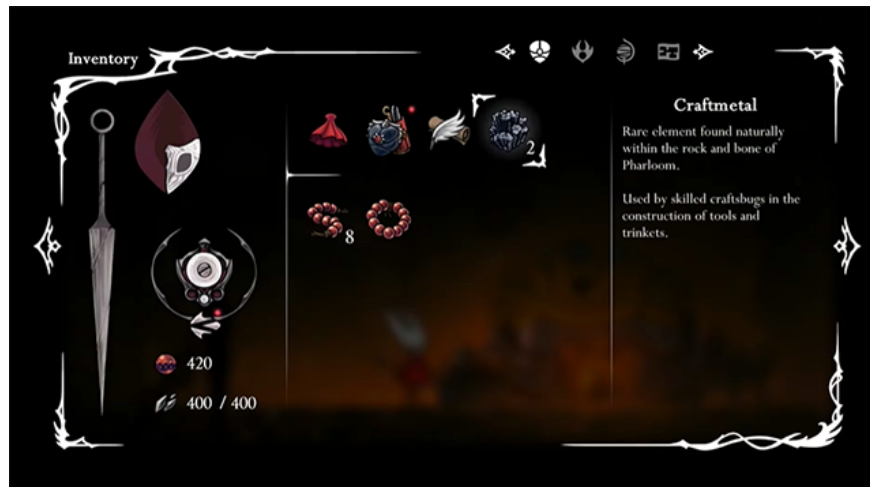 Inventory
2
8
420
400 / 400
Craftmetal
Rare element found naturally
within the rock and bone of
Pharloom.
Used by skilled craftsbugs in the
construction of tools and
trinkets.